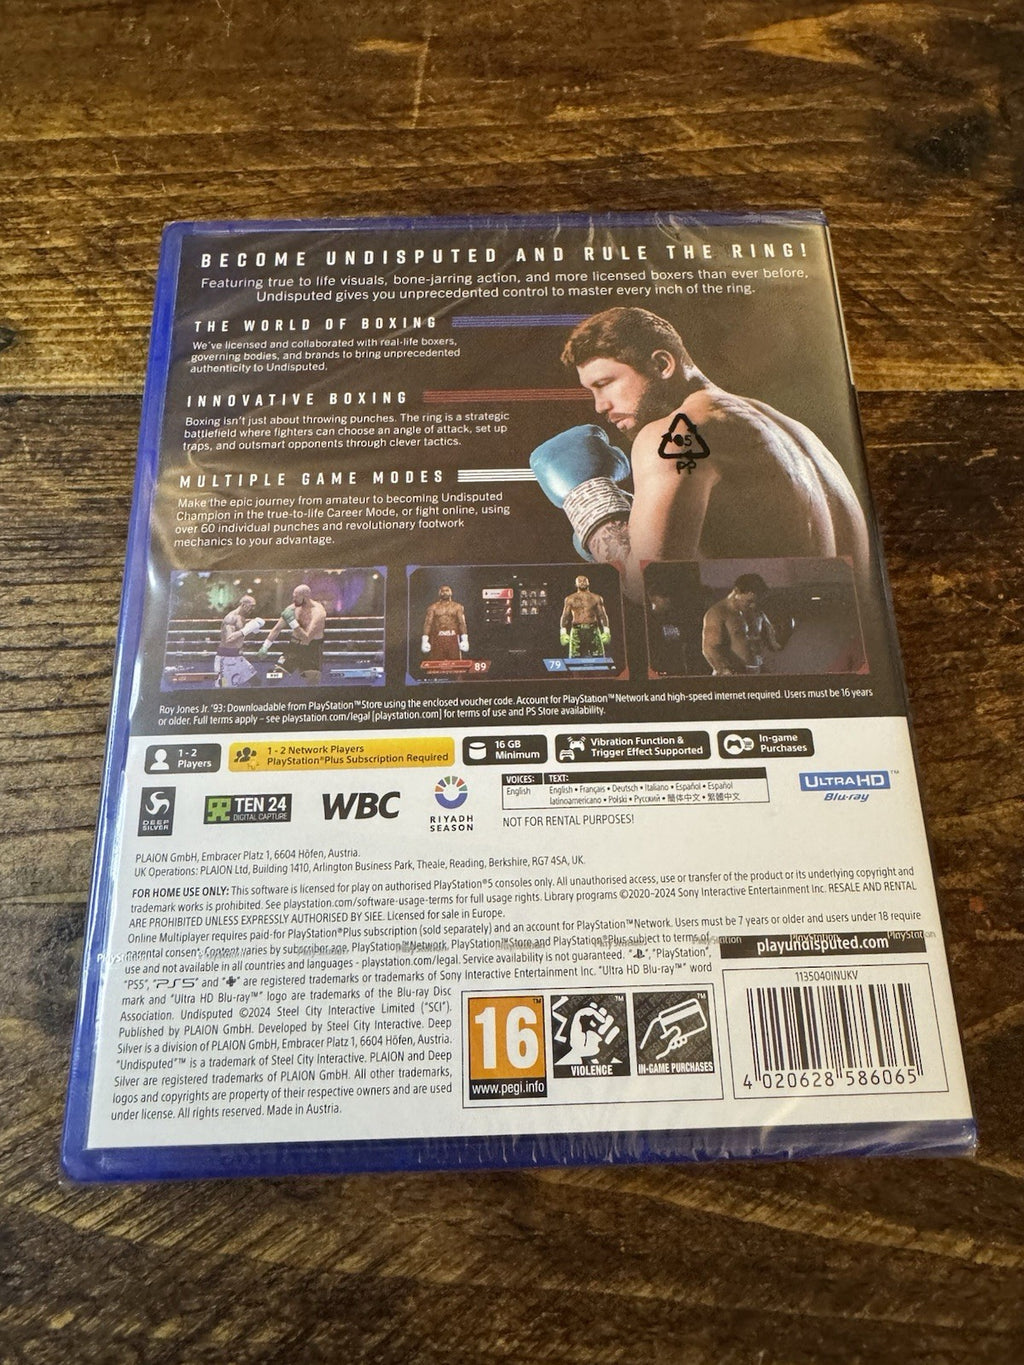 BECOME UNDISPUTED AND RULE THE RING!
Featuring true to life visuals, bone-jarring action, and more licensed boxers than ever before,
Undisputed gives you unprecedented control to master every inch of the ring.
THE WORLD OF BOXING
We've licensed and collaborated with real-life boxers,
governing bodies, and brands to bring unprecedented
authenticity to Undisputed.
INNOVATIVE BOXING
Boxing isn't just about throwing punches. The ring is a strategic
battlefield where fighters can choose an angle of attack, set up
traps, and outsmart opponents through clever tactics.
05
PP
MULTIPLE GAME MODES
Make the epic journey from amateur to becoming Undisputed
Champion in the true-to-life Career Mode, or fight online, using
over 60 individual punches and revolutionary footwork
mechanics to your advantage.
89
79
Roy Jones Jr. '93: Downloadable from PlayStation™Store using the enclosed voucher code. Account for PlayStation™Network and high-speed internet required. Users must be 16 years
or older. Full terms apply – see playstation.com/legal |playstation.com| for terms of use and PS Store availability.
1 - 2
Players
1 - 2 Network Players
PlayStation®Plus Subscription Required
16 GB
Minimum
Vibration Function &
Trigger Effect Supported
In-game
Purchases
DEEP
SILVER
TEN 24
DIGITAL CAPTURE
WBC
RIYADH
SEASON
VOICES:
English
TEXT:
English • Français • Deutsch • Italiano • Español • Español
latinoamericano • Polski • Русский • 簡体中文 • 繁體中文
NOT FOR RENTAL PURPOSES!
ULTRA HD™
Blu-ray
PLAION GmbH, Embracer Platz 1, 6604 Höfen, Austria.
UK Operations: PLAION Ltd, Building 1410, Arlington Business Park, Theale, Reading, Berkshire, RG7 4SA, UK.
FOR HOME USE ONLY: This software is licensed for play on authorised PlayStation®5 consoles only. All unauthorised access, use or transfer of the product or its underlying copyright and
trademark works is prohibited. See playstation.com/software-usage-terms for full usage rights. Library programs ©2020–2024 Sony Interactive Entertainment Inc. RESALE AND RENTAL
ARE PROHIBITED UNLESS EXPRESSLY AUTHORISED BY SIEE. Licensed for sale in Europe.
Online Multiplayer requires paid-for PlayStation®Plus subscription (sold separately) and an account for PlayStation™Network. Users must be 7 years or older and users under 18 require
parental consent. Content varies by subscriber age. PlayStation™Network, PlayStation™Store and PlayStation®Plus subject to terms of
use and not available in all countries and languages - playstation.com/legal. Service availability is not guaranteed. " ", "PlayStation",
"PS5", "PS5" and " " are registered trademarks or trademarks of Sony Interactive Entertainment Inc. "Ultra HD Blu-ray™" word
mark and "Ultra HD Blu-ray™" logo are trademarks of the Blu-ray Disc
Association. Undisputed ©2024 Steel City Interactive Limited ("SCI").
Published by PLAION GmbH. Developed by Steel City Interactive. Deep
Silver is a division of PLAION GmbH, Embracer Platz 1, 6604 Höfen, Austria.
"Undisputed"™ is a trademark of Steel City Interactive. PLAION and Deep
Silver are registered trademarks of PLAION GmbH. All other trademarks,
logos and copyrights are property of their respective owners and are used
under license. All rights reserved. Made in Austria.
playundisputed.com
1135040INUKV
16
www.pegi.info
VIOLENCE
IN-GAME PURCHASES
4 020628 586065